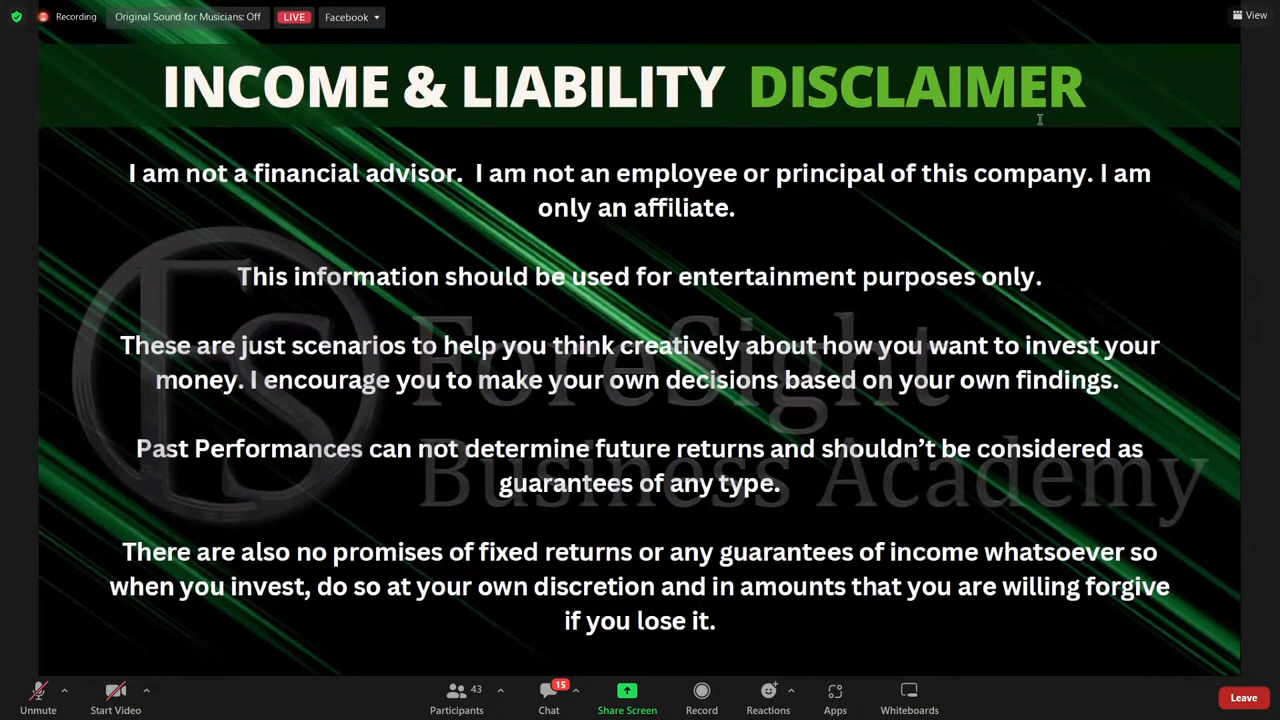 Recording
Original Sound for Musicians: Off
LIVE
Facebook
View
INCOME & LIABILITY DISCLAIMER
I am not a financial advisor. I am not an employee or principal of this company. I am
only an affiliate.
This information should be used for entertainment purposes only.
These are just scenarios to help you think creatively about how you want to invest your
money. I encourage you to make your own decisions based on your own findings.
Past Performances can not determine future returns and shouldn't be considered as
guarantees of any type.
There are also no promises of fixed returns or any guarantees of income whatsoever so
when you invest, do so at your own discretion and in amounts that you are willing forgive
if you lose it.
FS
ForeSight
Business Academy
Unmute
Start Video
43
Participants
15
Chat
Share Screen
Record
Reactions
Apps
Whiteboards
Leave